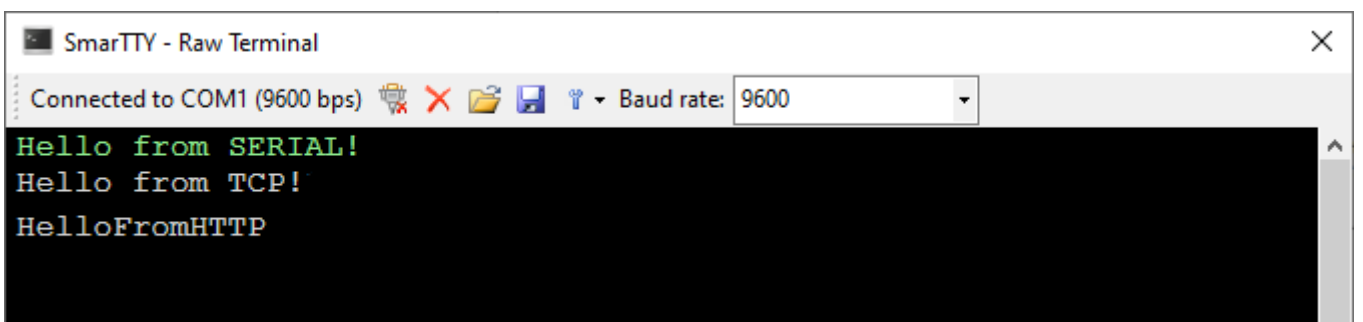 SmarTTY - Raw Terminal
Connected to COM1 (9600 bps) Baud rate: 9600
Hello from SERIAL!
Hello from TCP!
HelloFromHTTP